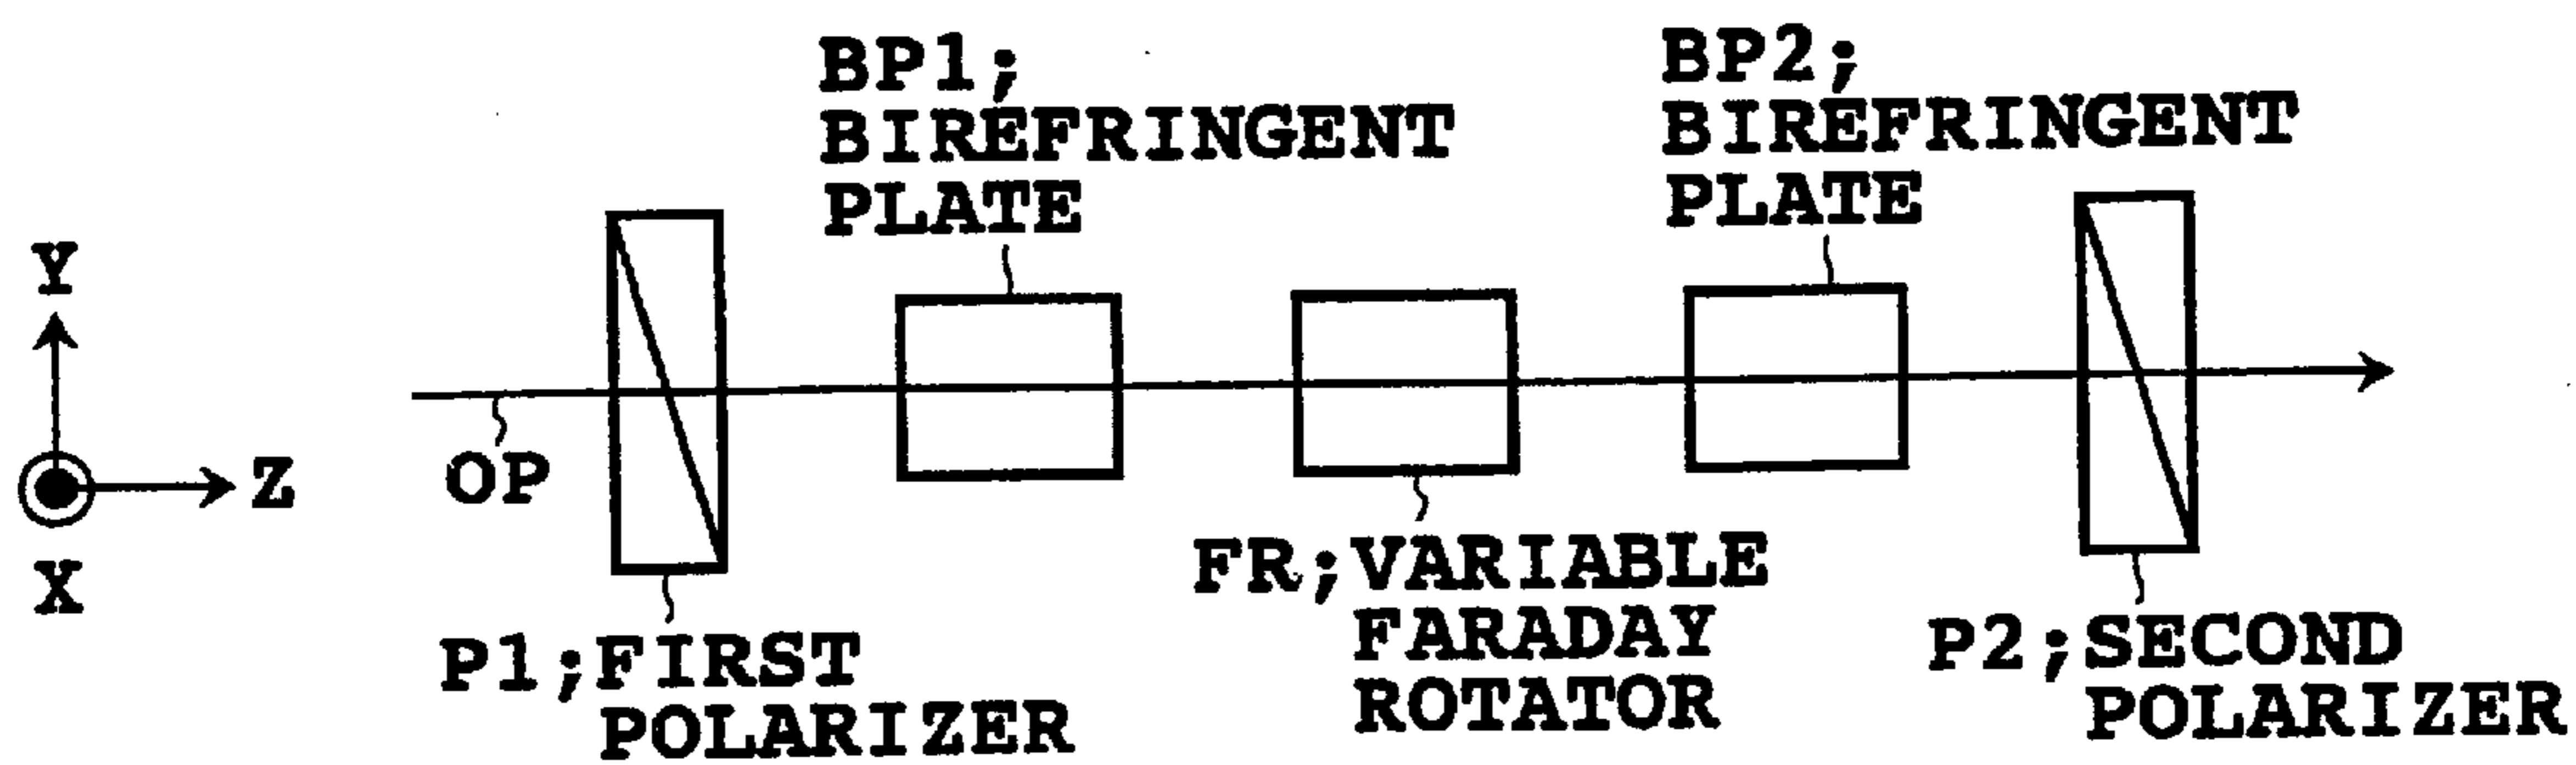 BP1;
BIREFRINGENT
PLATE
BP2;
BIREFRINGENT
PLATE
Y
Z
X
OP
P1;FIRST
POLARIZER
FR;VARIABLE
FARADAY
ROTATOR
P2;SECOND
POLARIZER